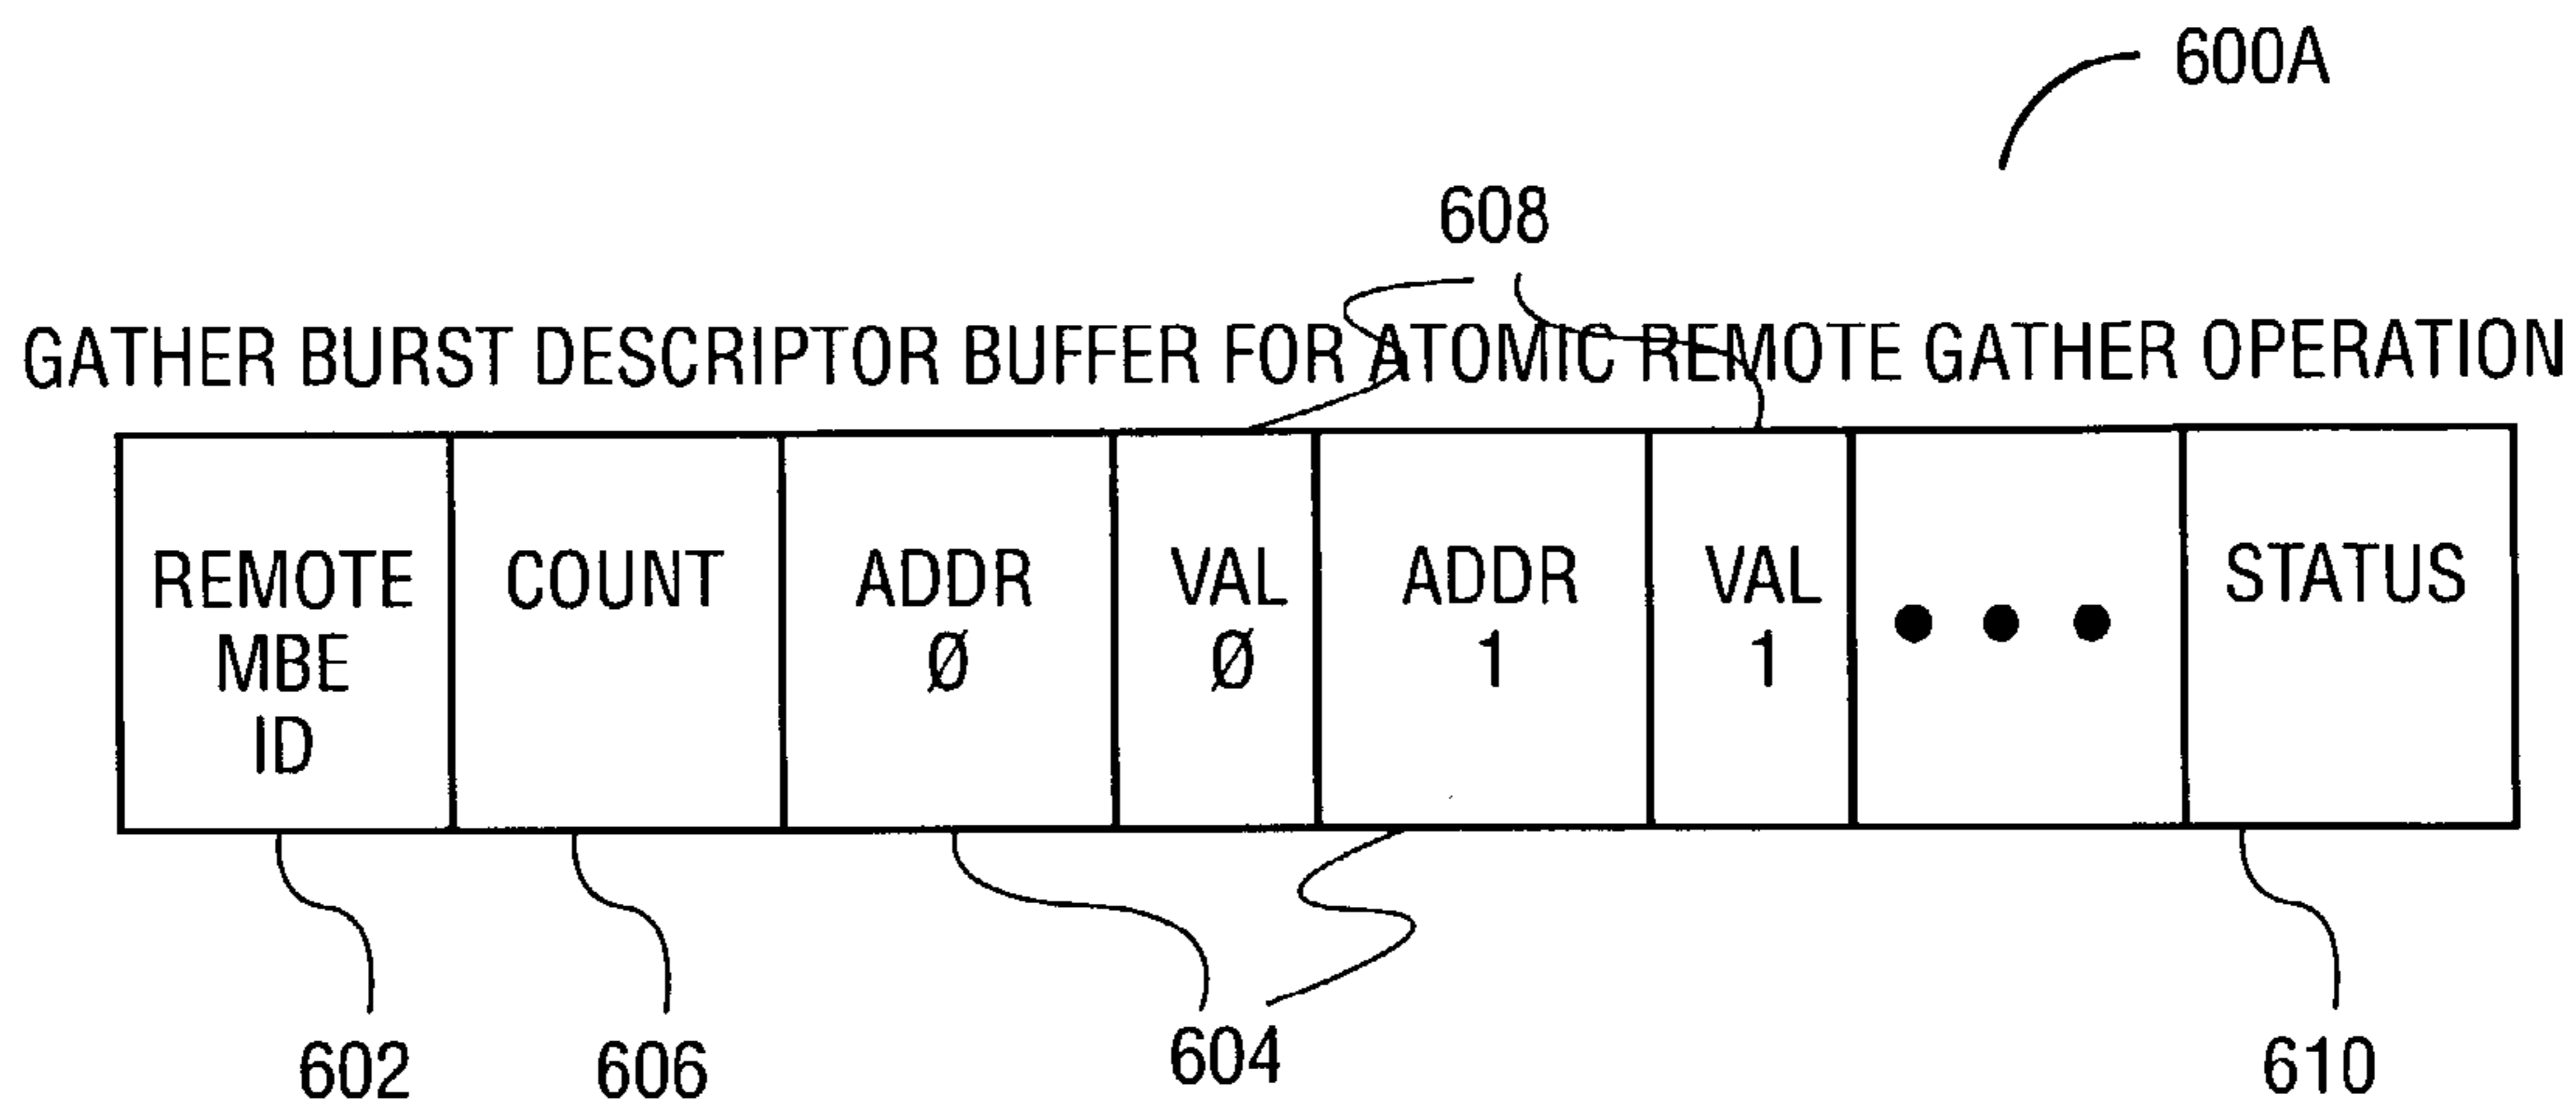 600A
608
GATHER BURST DESCRIPTOR BUFFER FOR ATOMIC REMOTE GATHER OPERATION
REMOTE MBE ID
COUNT
ADDR Ø
VAL Ø
ADDR 1
VAL 1
STATUS
602
606
604
610